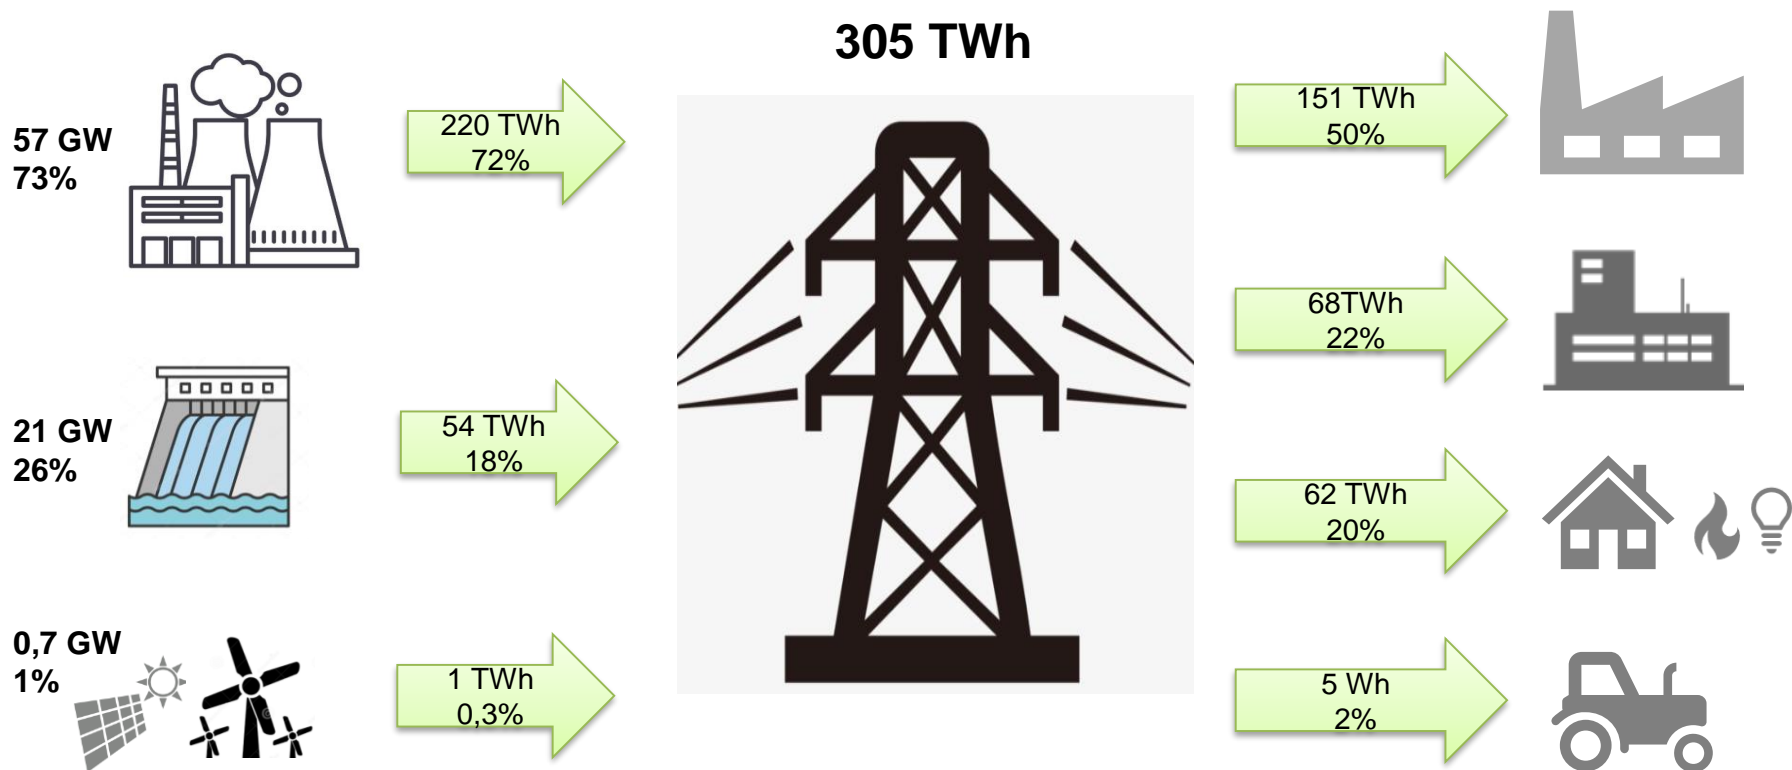 305 TWh
57 GW
73%
220 TWh
72%
151 TWh
50%
68TWh
22%
21 GW
26%
54 TWh
18%
62 TWh
20%
0,7 GW
1%
1 TWh
0,3%
5 Wh
2%